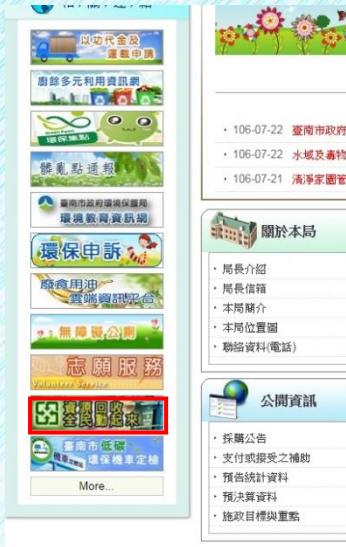 以功代金及
運載申請
廚餘多元利用資訊網
Green Point
環保集點
髒亂點通報
臺南市政府環境保護局
環境教育資訊網
環保申訴
廢食用油
雲端資訊平台
無障礙公廁
志願服務
Volunteer Service
資源回收
全民動起來
臺南市低碳
機車定檢站
環保機車定檢
More...
106-07-22 臺南市政府
106-07-22 水域及毒物
106-07-21 清淨家園管
關於本局
局長介紹
局長信箱
本局簡介
本局位置圖
聯絡資料(電話)
公開資訊
採購公告
支付或接受之補助
預告統計資料
預決算資料
施政目標與重點